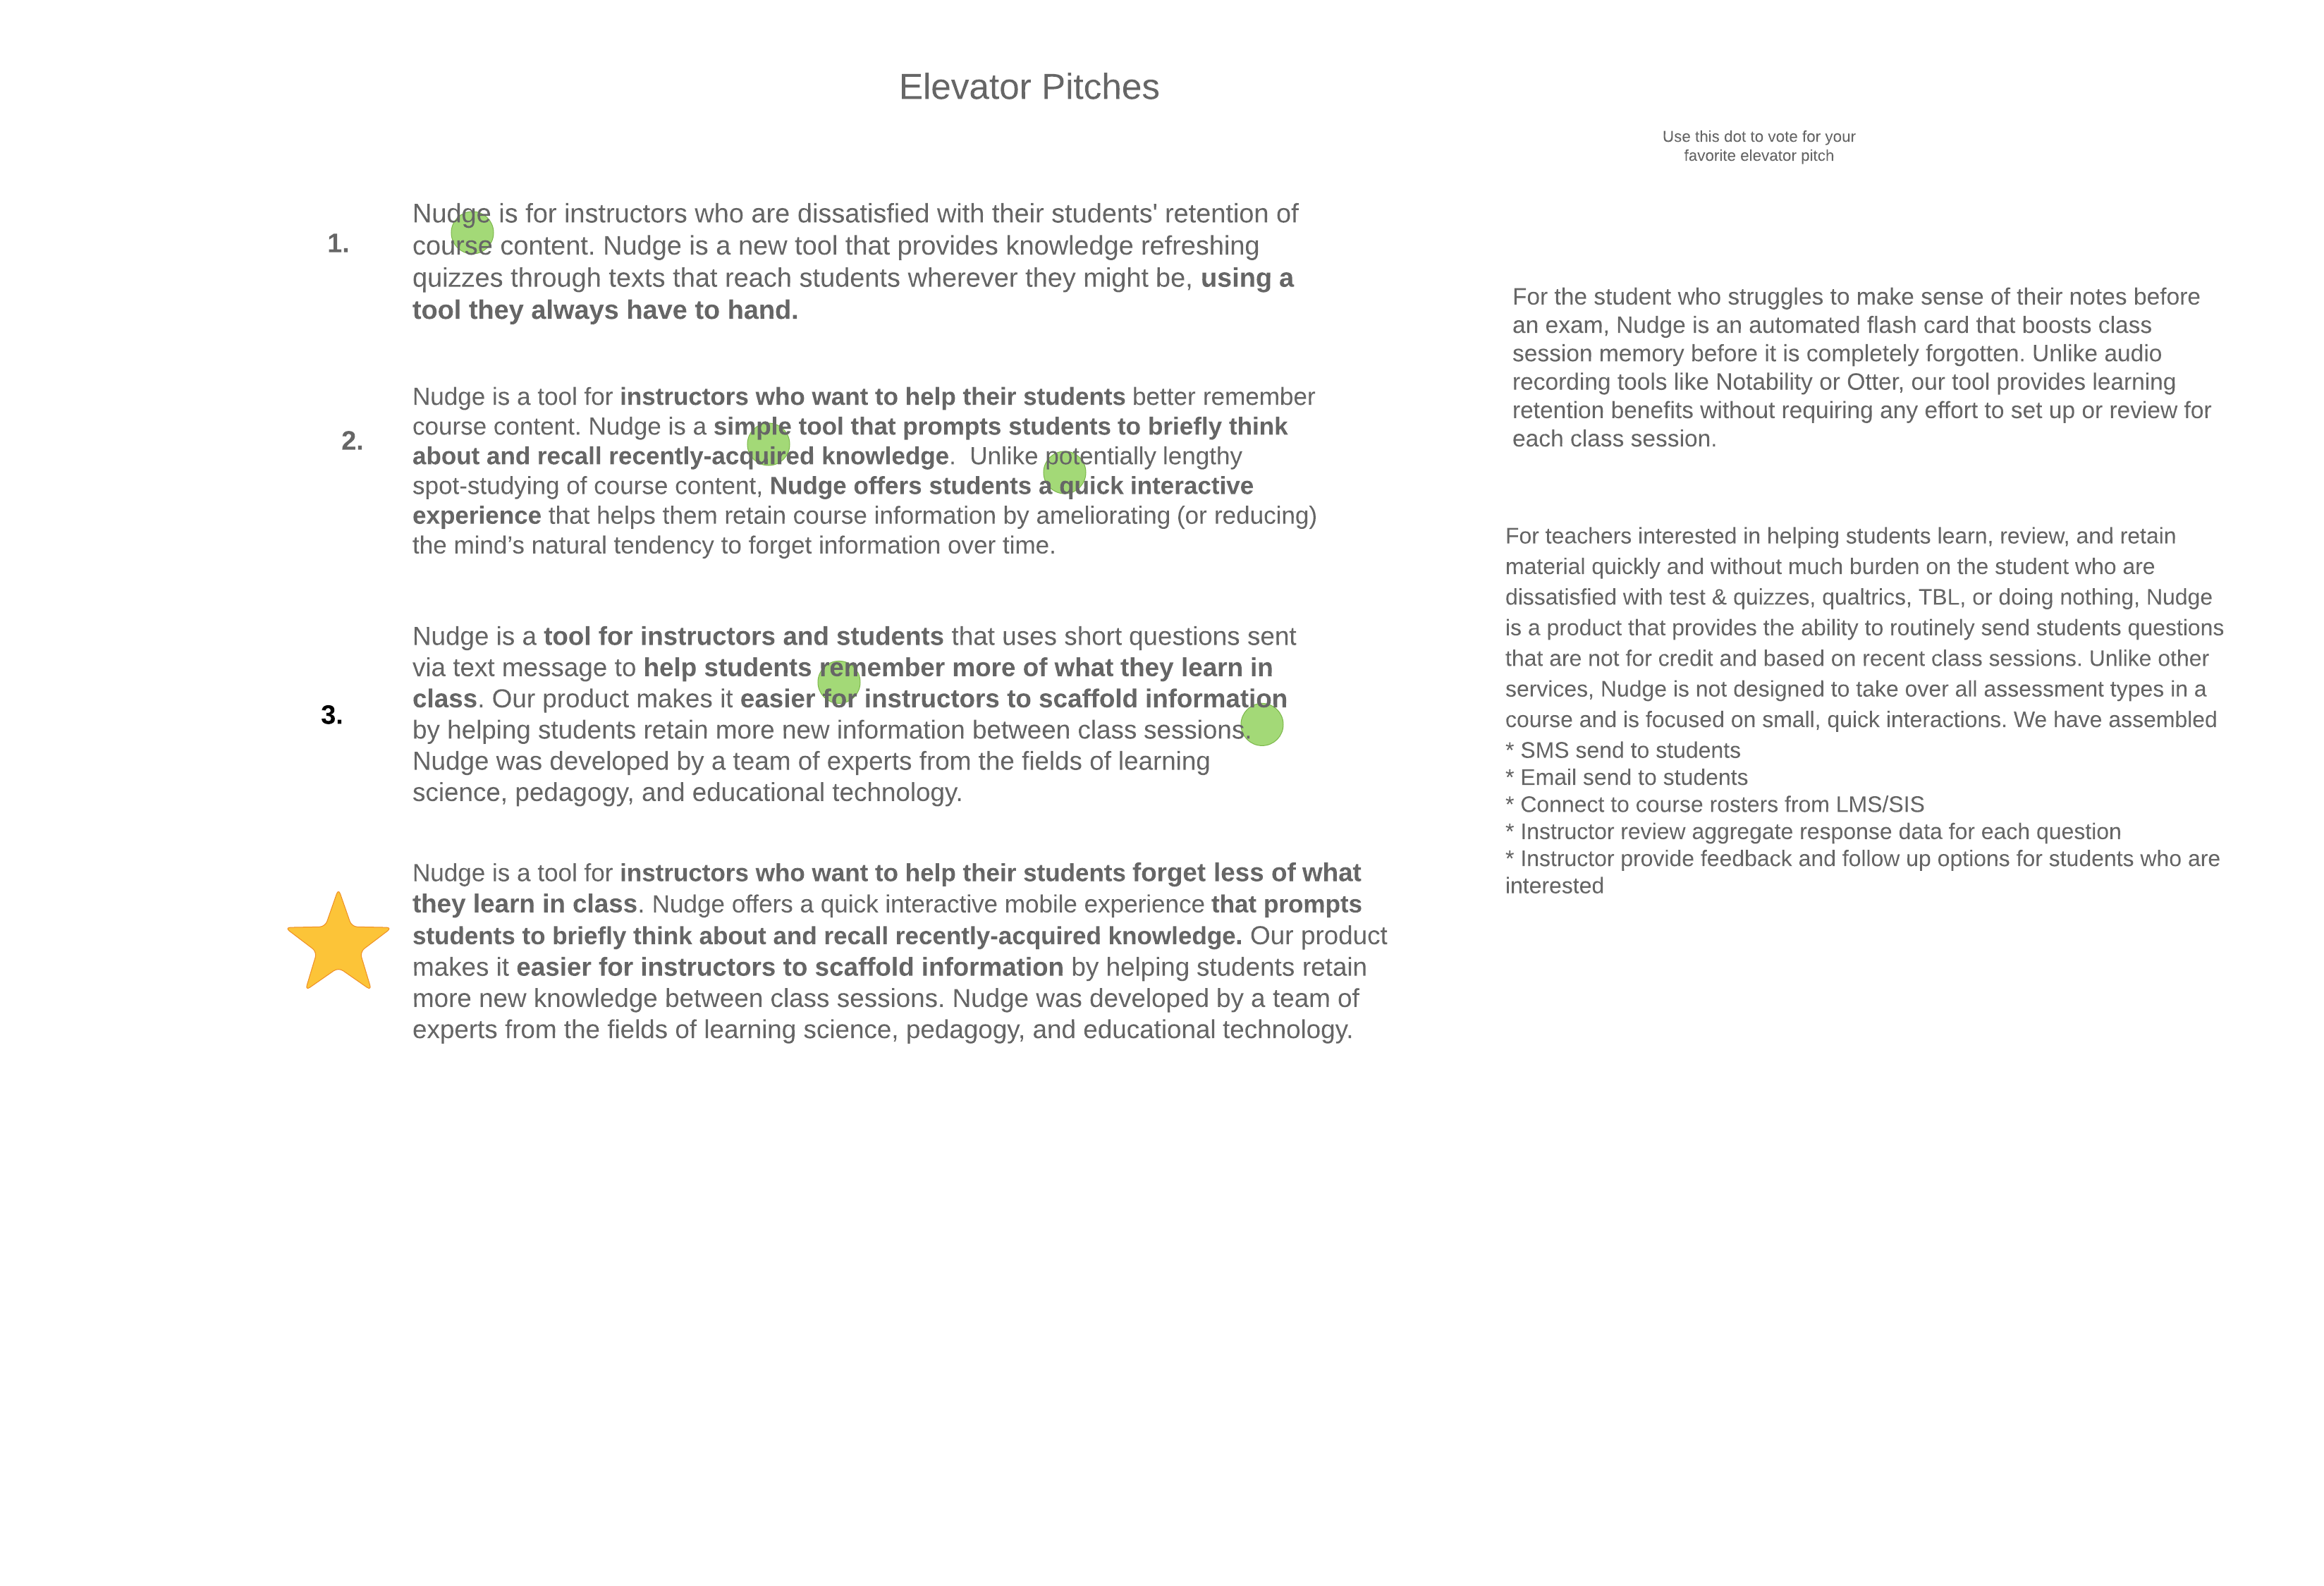 Elevator Pitches
Use this dot to vote for your
favorite elevator pitch
1.
Nudge is for instructors who are dissatisfied with their students' retention of
course content. Nudge is a new tool that provides knowledge refreshing
quizzes through texts that reach students wherever they might be, using a
tool they always have to hand.
2.
Nudge is a tool for instructors who want to help their students better remember
course content. Nudge is a simple tool that prompts students to briefly think
about and recall recently-acquired knowledge.  Unlike potentially lengthy
spot-studying of course content, Nudge offers students a quick interactive
experience that helps them retain course information by ameliorating (or reducing)
the mind’s natural tendency to forget information over time.
3.
Nudge is a tool for instructors and students that uses short questions sent
via text message to help students remember more of what they learn in
class. Our product makes it easier for instructors to scaffold information
by helping students retain more new information between class sessions.
Nudge was developed by a team of experts from the fields of learning
science, pedagogy, and educational technology.
Nudge is a tool for instructors who want to help their students forget less of what
they learn in class. Nudge offers a quick interactive mobile experience that prompts
students to briefly think about and recall recently-acquired knowledge. Our product
makes it easier for instructors to scaffold information by helping students retain
more new knowledge between class sessions. Nudge was developed by a team of
experts from the fields of learning science, pedagogy, and educational technology.
For the student who struggles to make sense of their notes before
an exam, Nudge is an automated flash card that boosts class
session memory before it is completely forgotten. Unlike audio
recording tools like Notability or Otter, our tool provides learning
retention benefits without requiring any effort to set up or review for
each class session.
For teachers interested in helping students learn, review, and retain
material quickly and without much burden on the student who are
dissatisfied with test & quizzes, qualtrics, TBL, or doing nothing, Nudge
is a product that provides the ability to routinely send students questions
that are not for credit and based on recent class sessions. Unlike other
services, Nudge is not designed to take over all assessment types in a
course and is focused on small, quick interactions. We have assembled
* SMS send to students
* Email send to students
* Connect to course rosters from LMS/SIS
* Instructor review aggregate response data for each question
* Instructor provide feedback and follow up options for students who are
interested